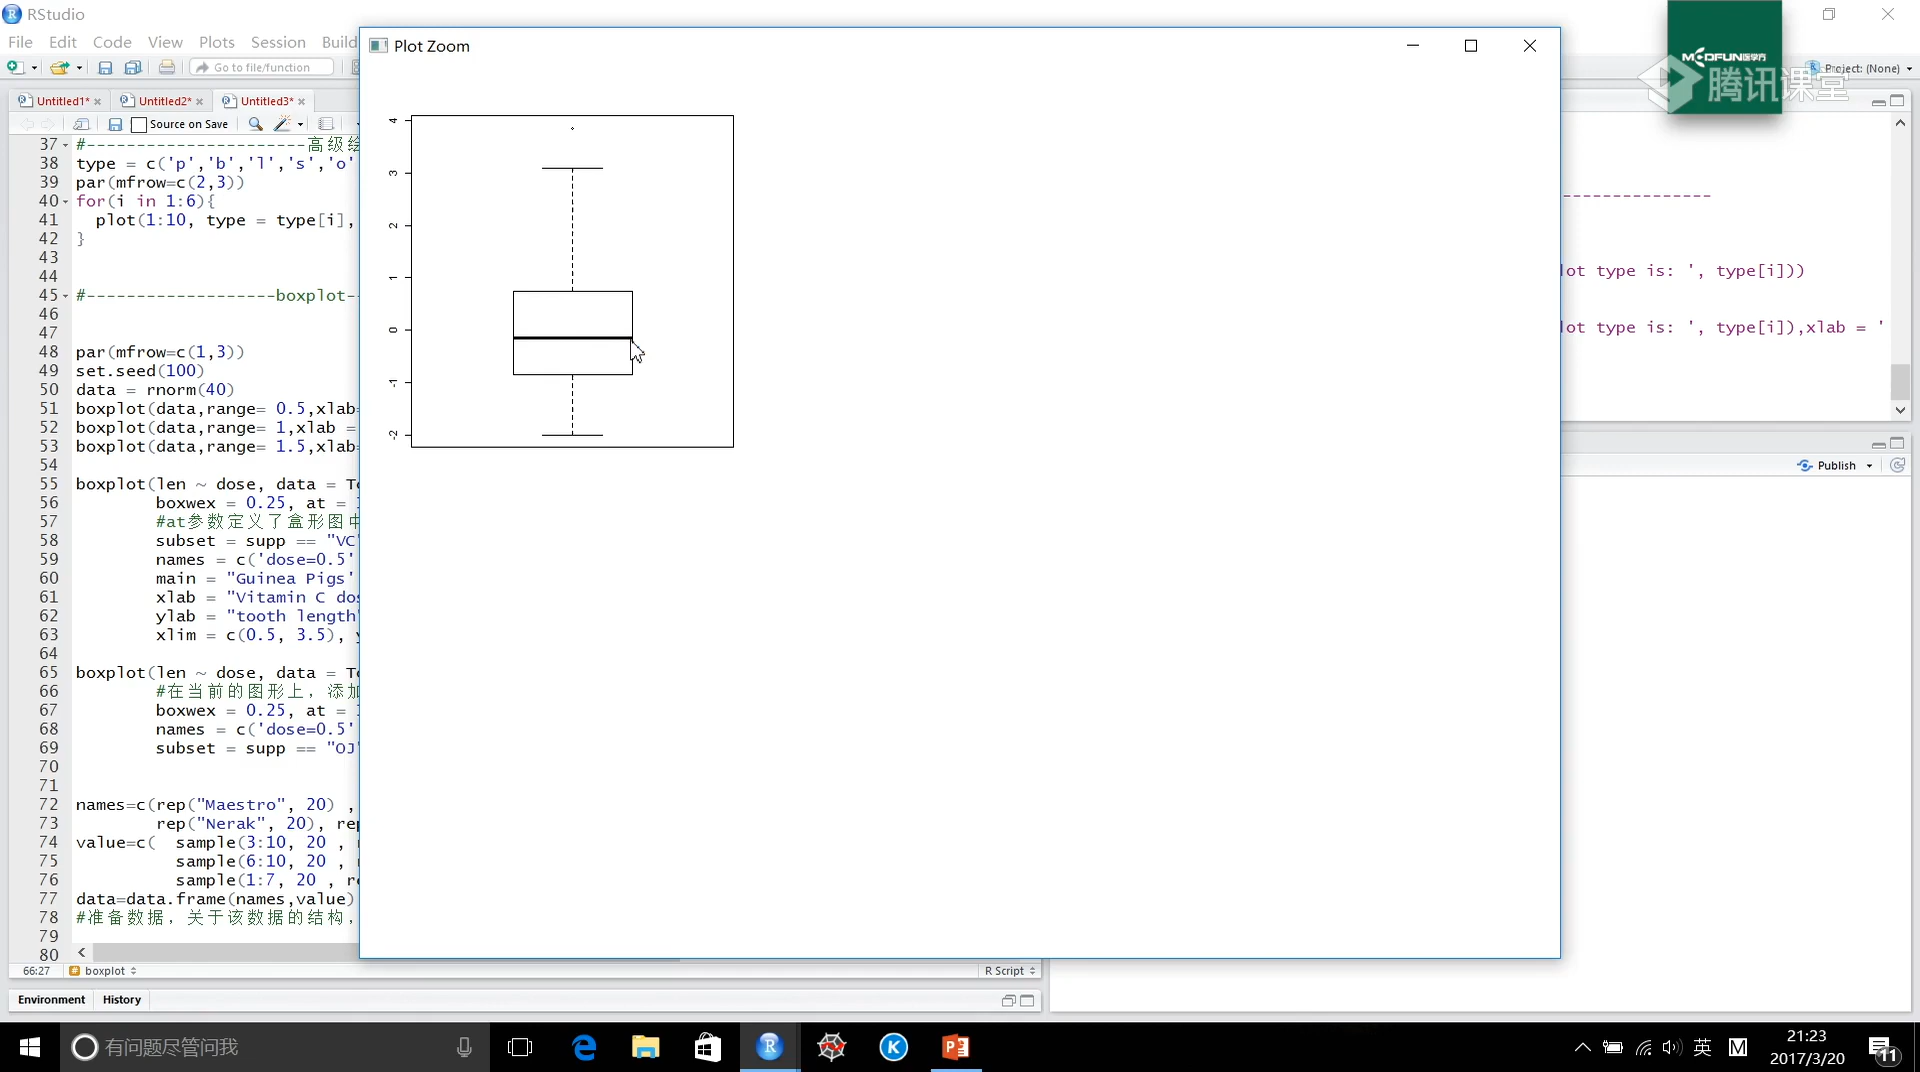 RStudio
File Edit Code View Plots Session Build
Go to file/function
Project: (None)
MEDFUN医学方
腾讯课堂
Untitled1* Untitled2* Untitled3*
Source on Save
Plot Zoom
37 #----------------------高级绘
38 type = c('p','b','l','s','o'
39 par(mfrow=c(2,3))
40 for(i in 1:6){
41 plot(1:10, type = type[i],
42 }
43
44
45 #-------------------boxplot--
46
47
48 par(mfrow=c(1,3))
49 set.seed(100)
50 data = rnorm(40)
51 boxplot(data,range= 0.5,xlab=
52 boxplot(data,range= 1,xlab =
53 boxplot(data,range= 1.5,xlab=
54
55 boxplot(len ~ dose, data = To
56 boxwex = 0.25, at =
57 #at参数定义了盒形图中
58 subset = supp == "VC"
59 names = c('dose=0.5'
60 main = "Guinea Pigs'
61 xlab = "Vitamin C dos
62 ylab = "tooth length"
63 xlim = c(0.5, 3.5), y
64
65 boxplot(len ~ dose, data = To
66 #在当前的图形上，添加
67 boxwex = 0.25, at =
68 names = c('dose=0.5'
69 subset = supp == "OJ"
70
71
72 names=c(rep("Maestro", 20) ,
73 rep("Nerak", 20), rep
74 value=c( sample(3:10, 20 , r
75 sample(6:10, 20 , r
76 sample(1:7, 20 , re
77 data=data.frame(names,value)
78 #准备数据，关于该数据的结构，
79
80
4
3
2
1
0
-1
-2
---------------
lot type is: ', type[i]))
lot type is: ', type[i]),xlab = '
Publish
66:27 boxplot R Script
Environment History
有问题尽管问我
英 M
21:23
2017/3/20
11